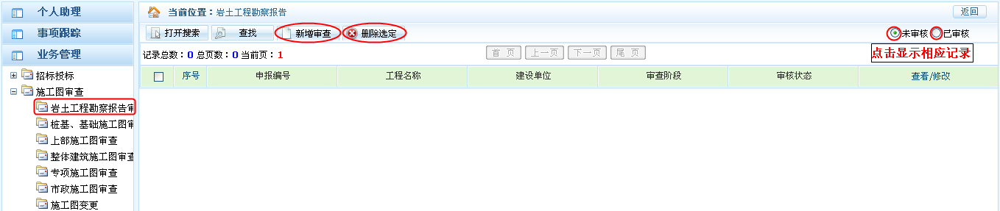 个人助理
事项跟踪
业务管理
招标投标
施工图审查
岩土工程勘察报告审
桩基、基础施工图审
上部施工图审查
整体建筑施工图审查
专项施工图审查
市政施工图审查
施工图变更
当前位置：岩土工程勘察报告 返回
打开搜索 查找 新增审查 删除选定 未审核 已审核
记录总数：0 总页数：0 当前页：1 首 页 上一页 下一页 尾 页 点击显示相应记录
序号 申报编号 工程名称 建设单位 审查阶段 审核状态 查看/修改